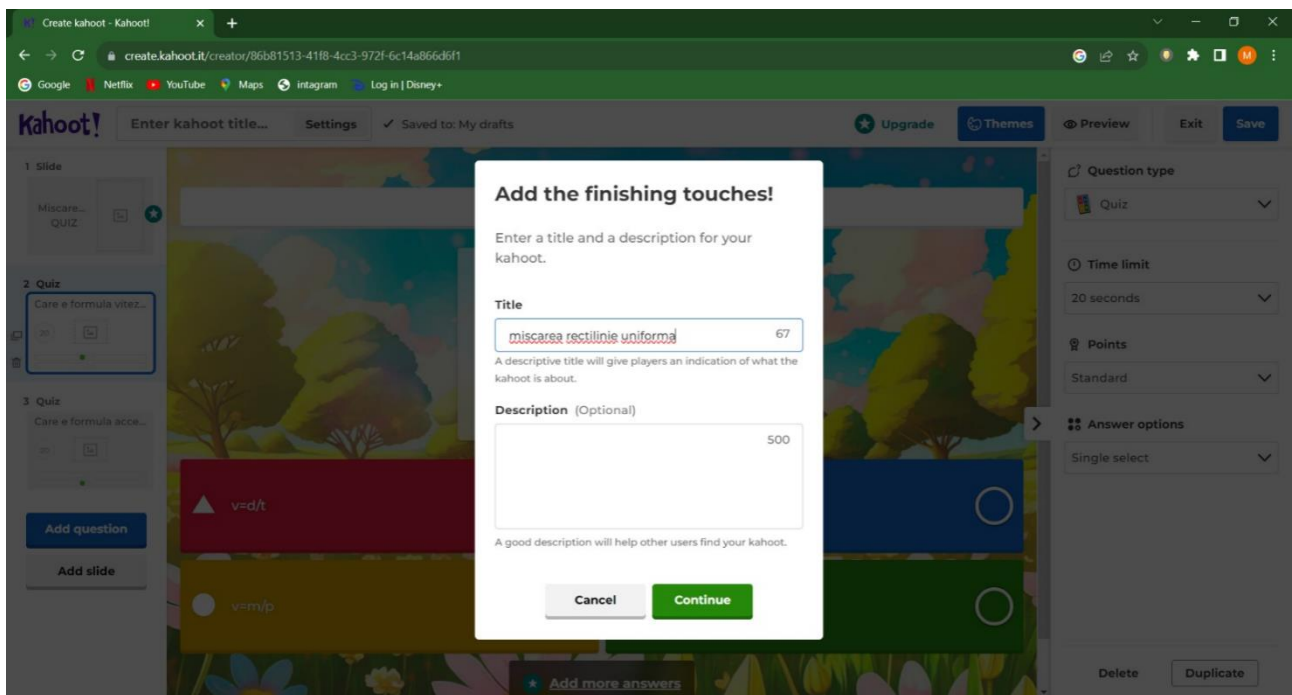 Create kahoot - Kahoot!
create.kahoot.it/creator/86b81513-41f8-4cc3-972f-6c14a866d6f1
Google Netflix YouTube Maps intagram Log in | Disney+
Kahoot! Enter kahoot title... Settings Saved to: My drafts Upgrade Themes Preview Exit Save
1 Slide
Miscare...
QUIZ
2 Quiz
Care e formula vitez...
20
3 Quiz
Care e formula acce...
20
Add question
Add slide
Add the finishing touches!
Enter a title and a description for your
kahoot.
Title
miscarea rectilinie uniforma 67
A descriptive title will give players an indication of what the
kahoot is about.
Description (Optional)
500
A good description will help other users find your kahoot.
Cancel Continue
v=d/t
v=m/p
Add more answers
Question type
Quiz
Time limit
20 seconds
Points
Standard
Answer options
Single select
Delete Duplicate